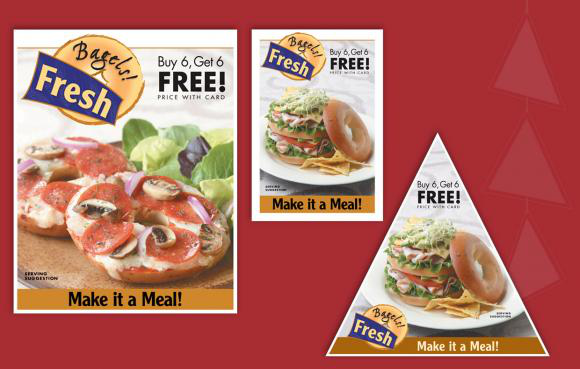 Bagels!
Fresh
Buy 6, Get 6
FREE!
PRICE WITH CARD
SERVING
SUGGESTION
Make it a Meal!
Bagels!
Fresh
Buy 6, Get 6
FREE!
PRICE WITH CARD
SERVING
SUGGESTION
Make it a Meal!
Buy 6, Get 6
FREE!
PRICE WITH CARD
SERVING
SUGGESTION
Bagels!
Fresh
Make it a Meal!